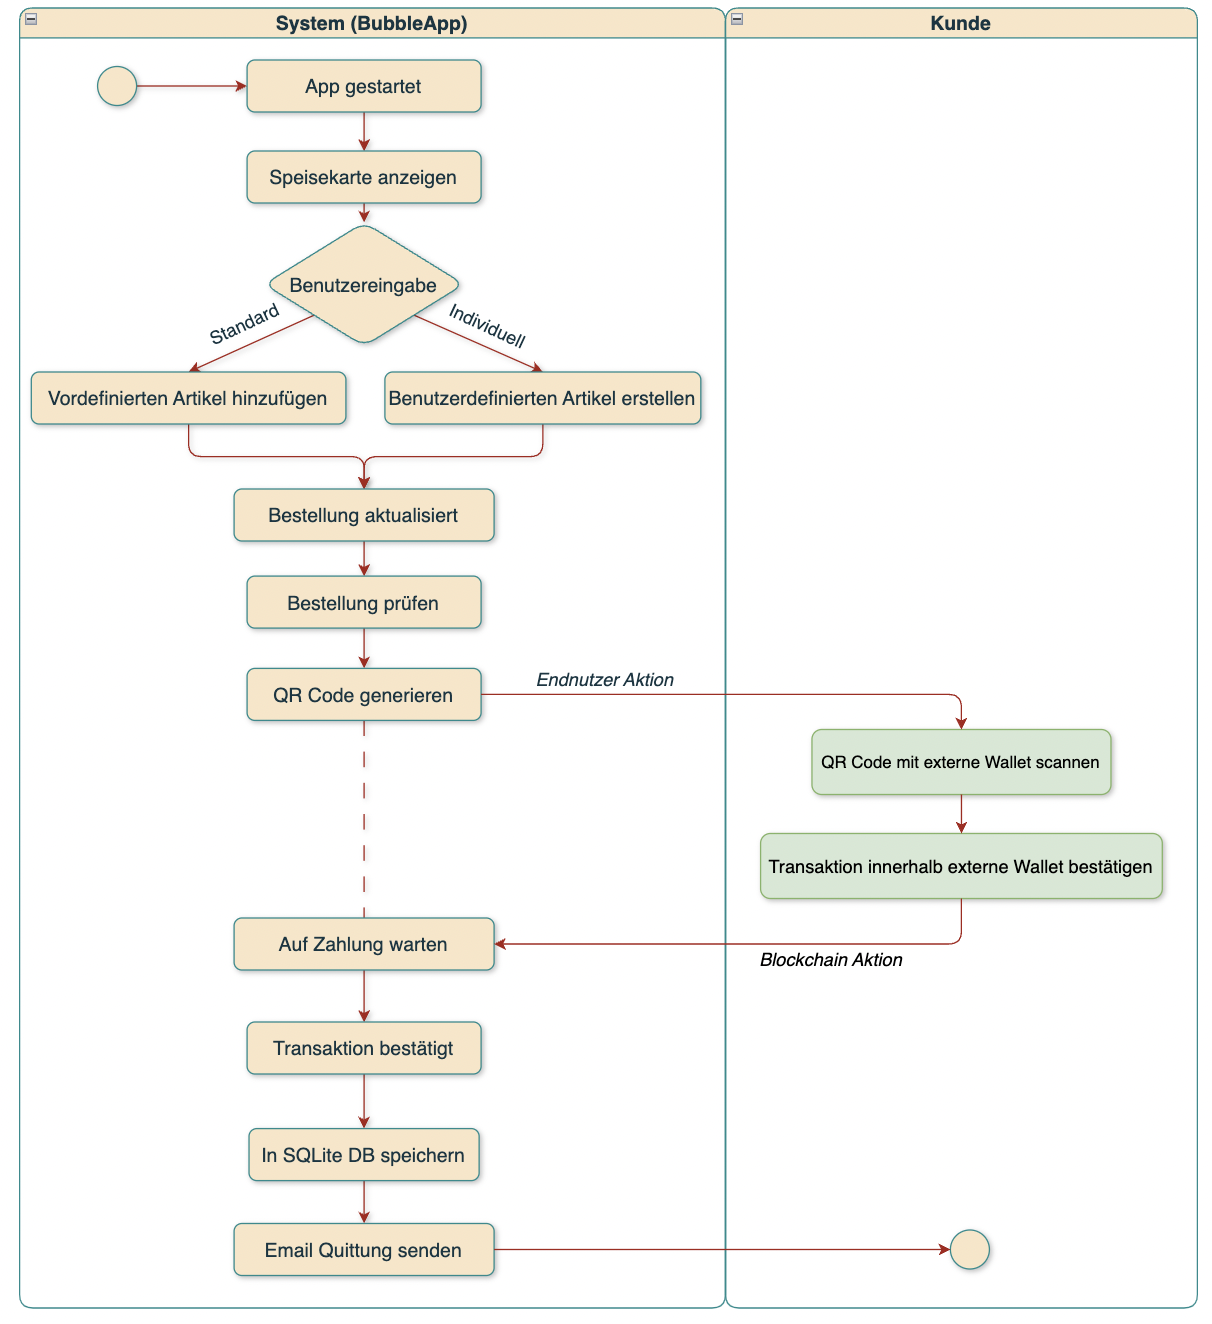 System (BubbleApp)
Kunde
App gestartet
Speisekarte anzeigen
Benutzereingabe
Standard
Individuell
Vordefinierten Artikel hinzufügen
Benutzerdefinierten Artikel erstellen
Bestellung aktualisiert
Bestellung prüfen
QR Code generieren
Endnutzer Aktion
QR Code mit externe Wallet scannen
Transaktion innerhalb externe Wallet bestätigen
Auf Zahlung warten
Blockchain Aktion
Transaktion bestätigt
In SQLite DB speichern
Email Quittung senden